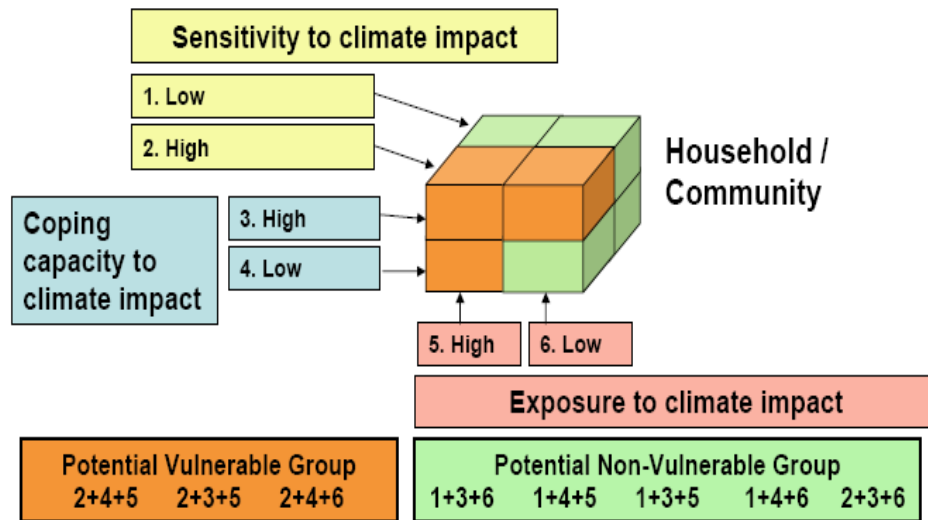 Sensitivity to climate impact
1. Low
2. High
Household /
Community
Coping
capacity to
climate impact
3. High
4. Low
5. High
6. Low
Exposure to climate impact
Potential Vulnerable Group
2+4+5 2+3+5 2+4+6
Potential Non-Vulnerable Group
1+3+6 1+4+5 1+3+5 1+4+6 2+3+6